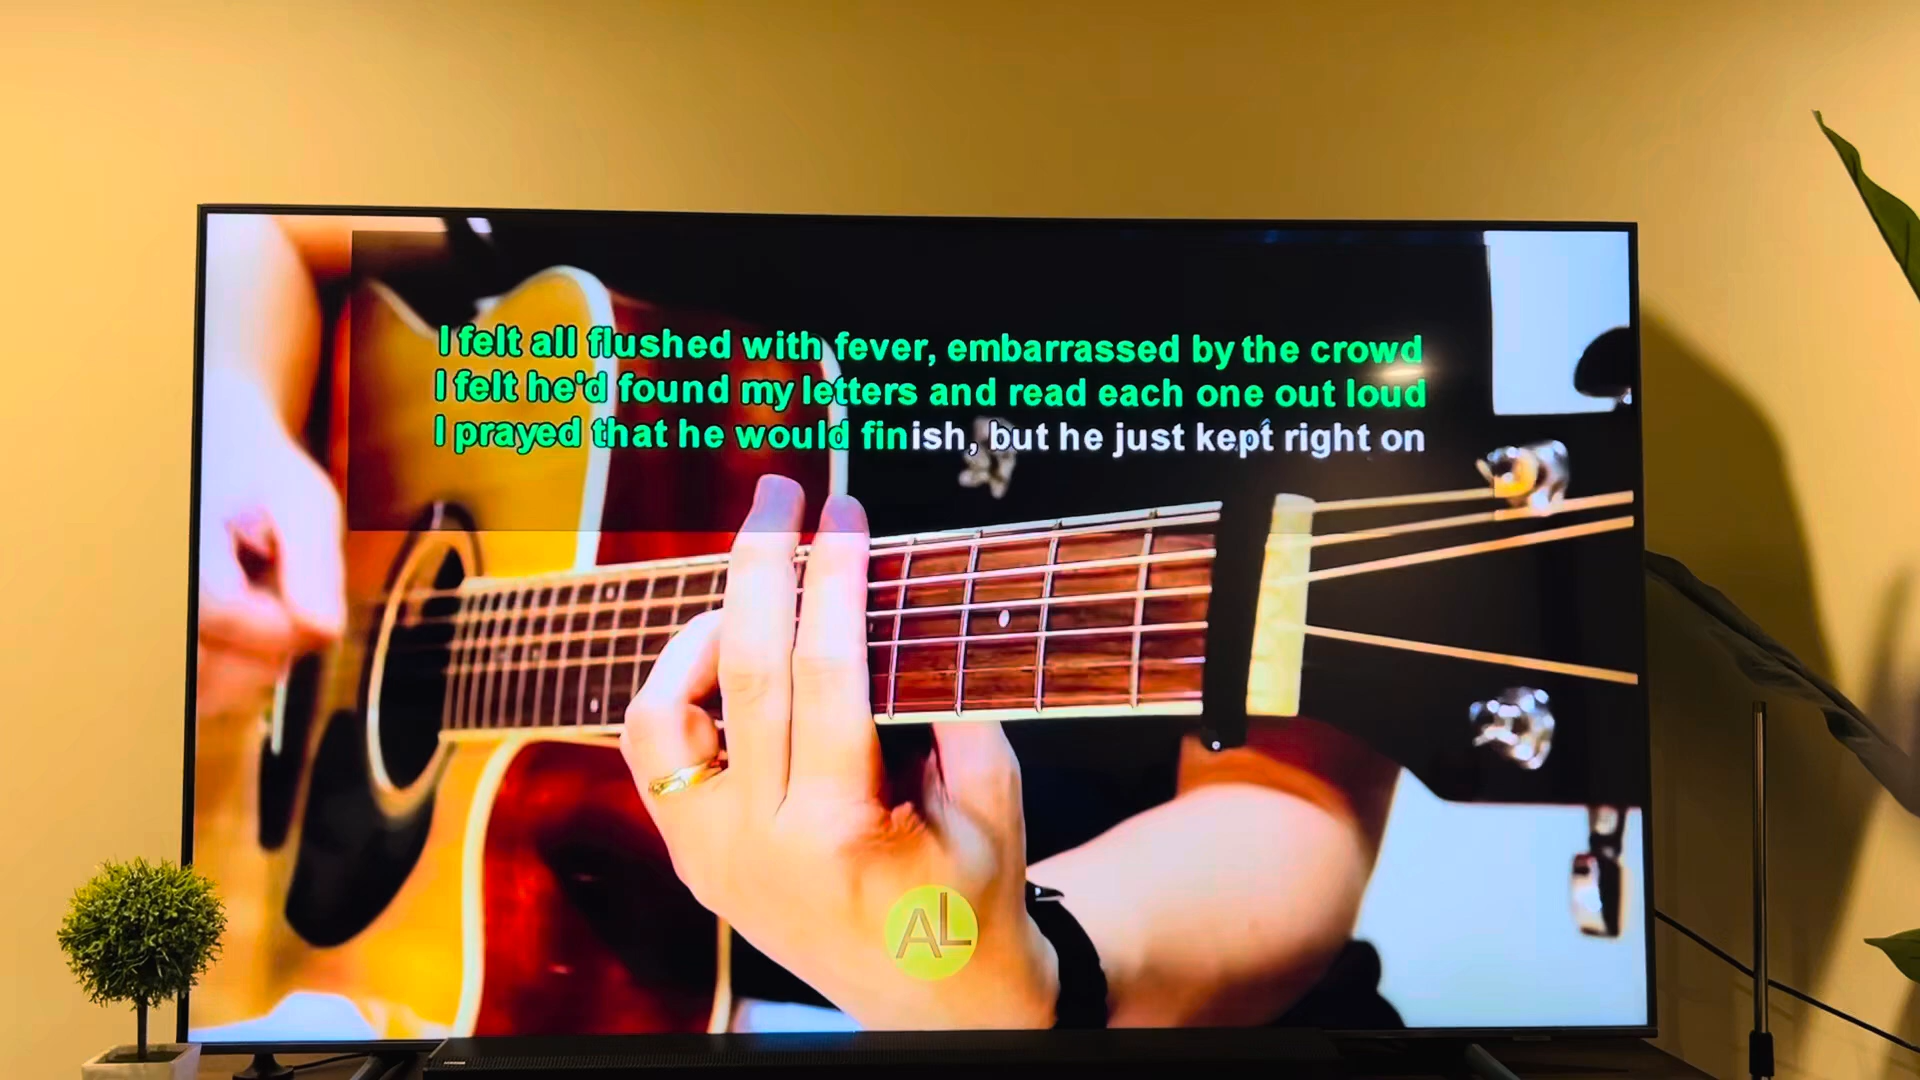 I felt all flushed with fever, embarrassed by the crowd
I felt he'd found my letters and read each one out loud
I prayed that he would finish, but he just kept right on
AL